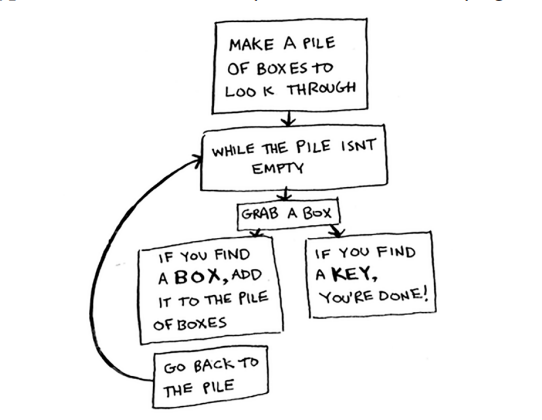 MAKE A PILE
OF BOXES TO
LOOK THROUGH
WHILE THE PILE ISNT
EMPTY
GRAB A BOX
IF YOU FIND
A BOX, ADD
IT TO THE PILE
OF BOXES
IF YOU FIND
A KEY,
YOU'RE DONE!
GO BACK TO
THE PILE